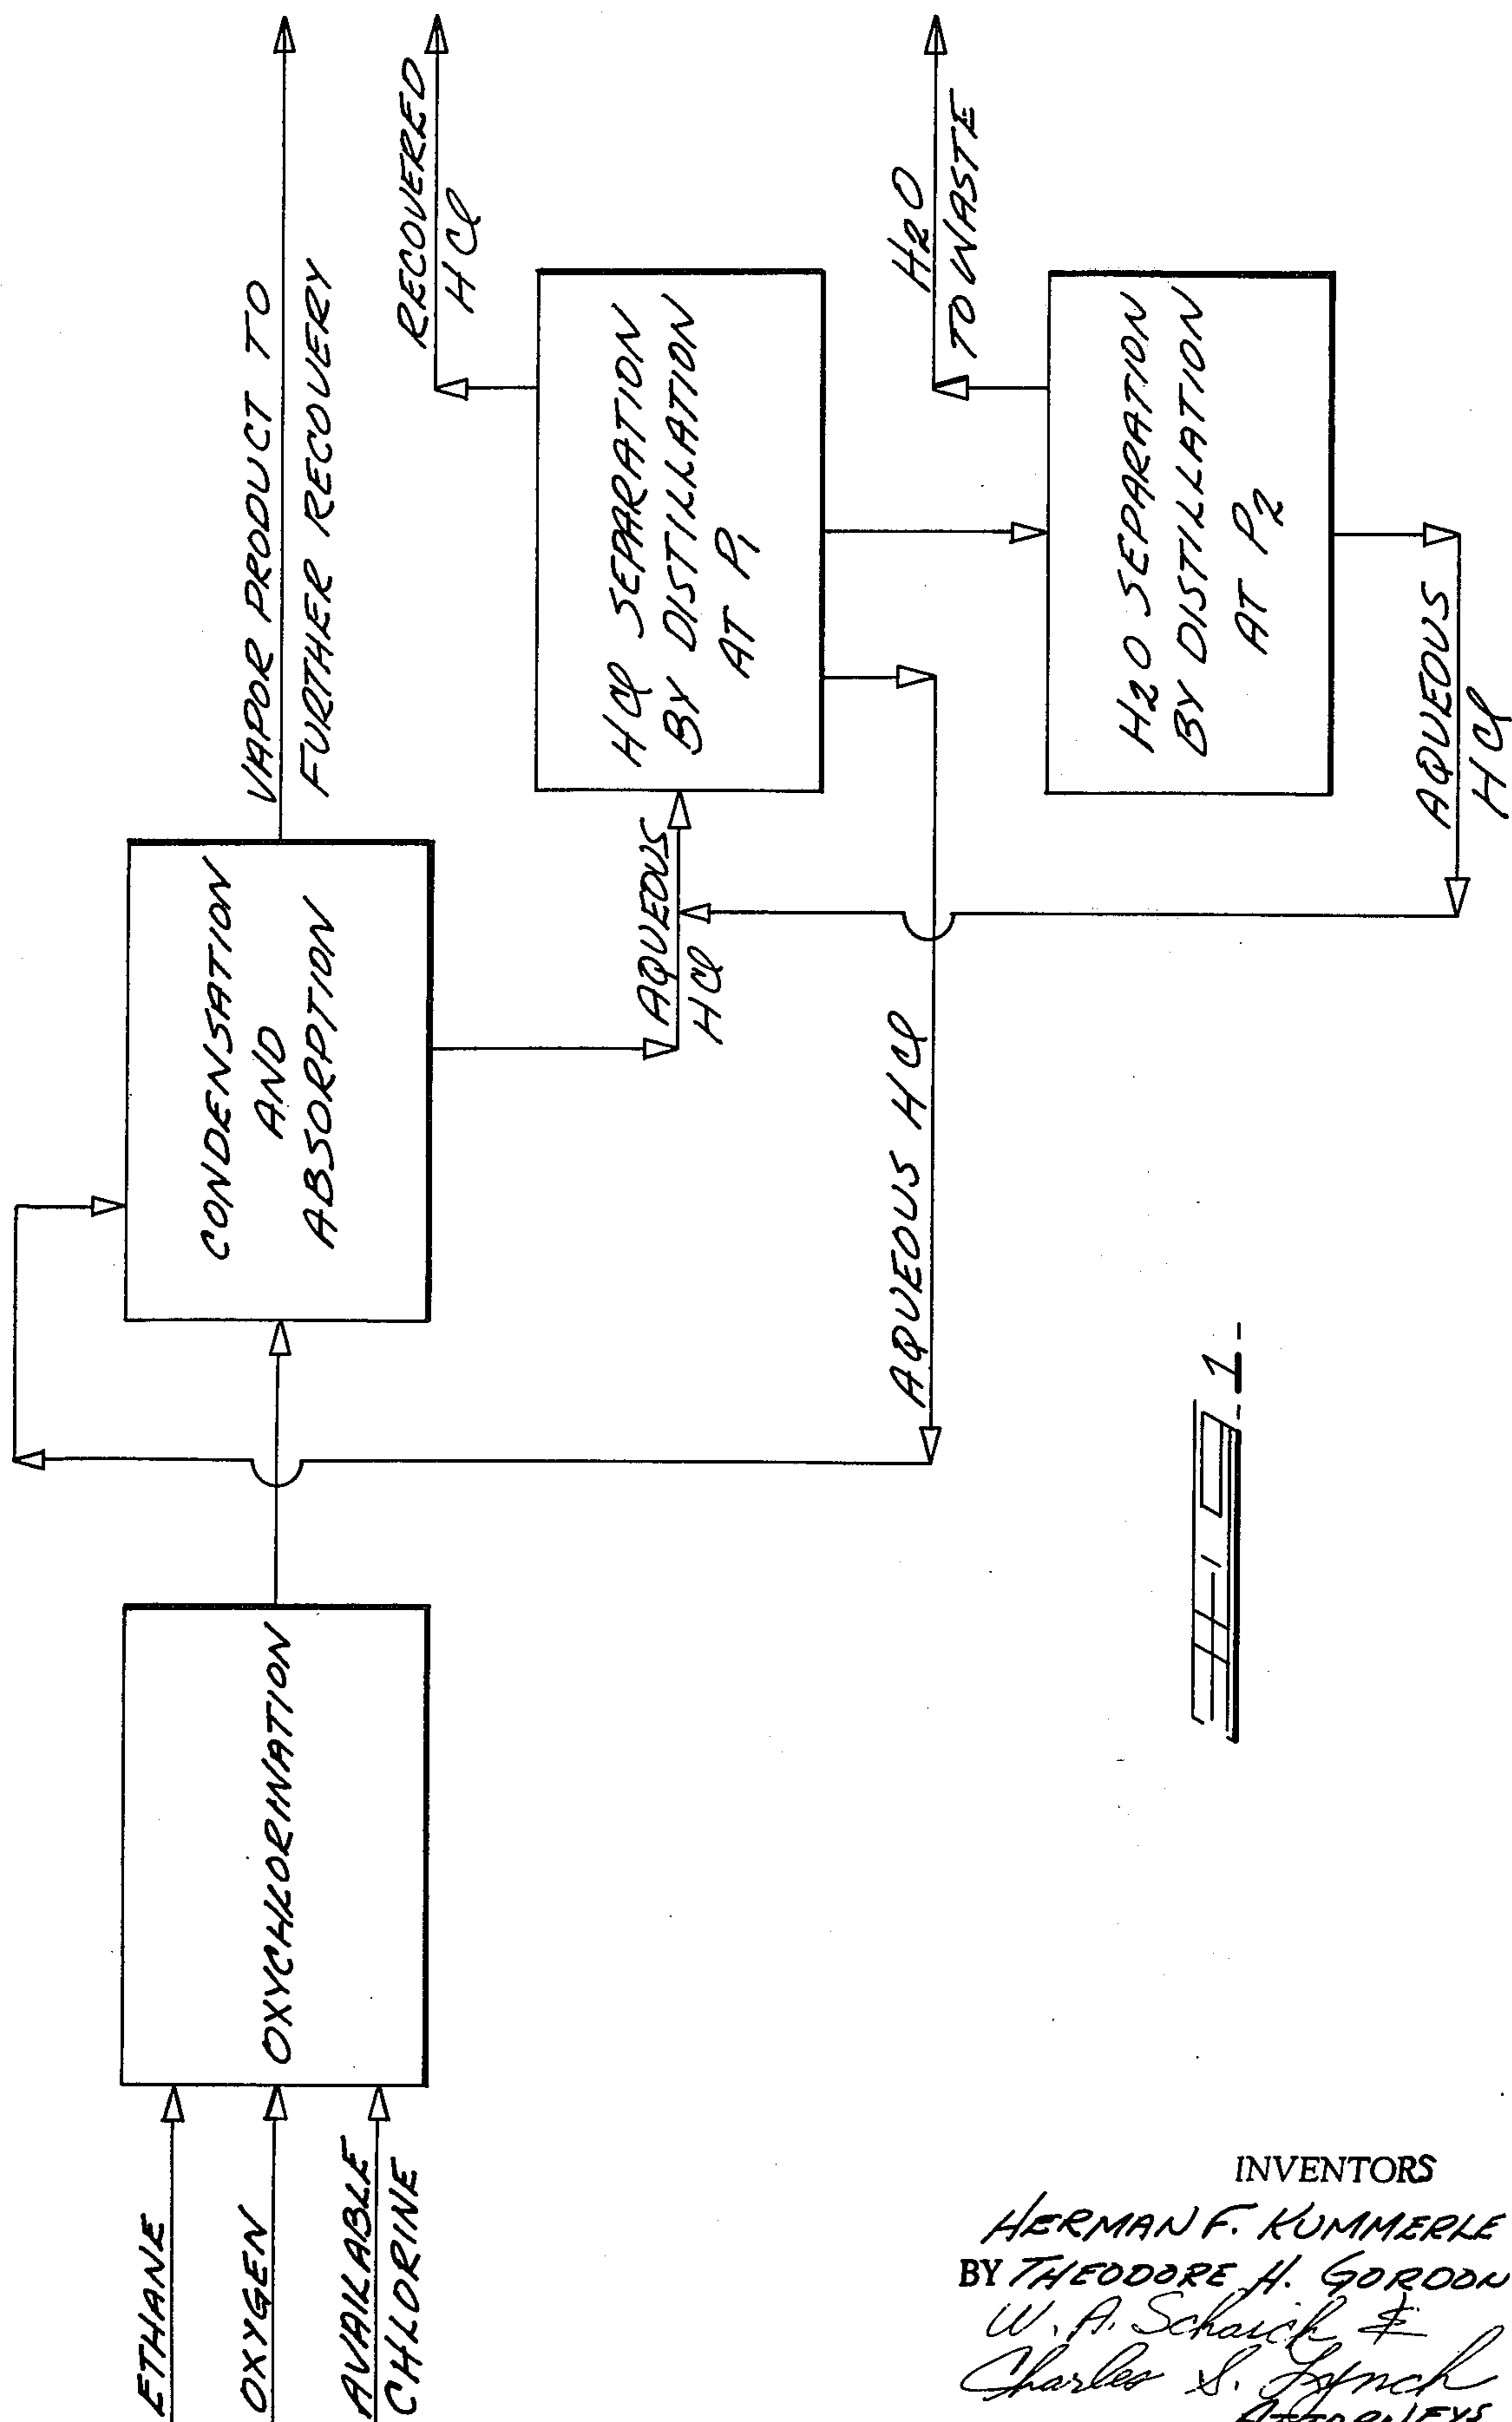 ETHANE
OXYGEN
AVAILABLE
CHLORINE
OXYCHLORINATION
CONDENSATION
AND
ABSORPTION
VAPOR PRODUCT TO
FURTHER RECOVERY
AQUEOUS
HCl
RECOVERED
HCl
HCl SEPARATION
BY DISTILLATION
AT P1
AQUEOUS HCl
H2O
TO WASTE
H2O SEPARATION
BY DISTILLATION
AT P2
AQUEOUS
HCl
FIG. 1.
INVENTORS
HERMAN F. KUMMERLE
BY THEODORE H. GORDON
W. A. Schaich &
Charles S. Lynch
ATTORNEYS